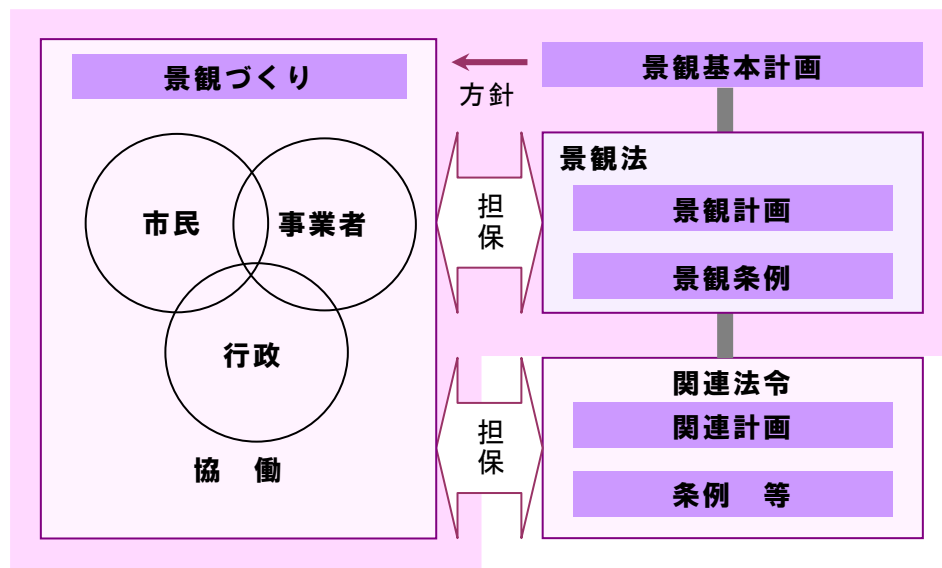 景観づくり
市民
事業者
行政
協　働
方針
担保
担保
景観基本計画
景観法
景観計画
景観条例
関連法令
関連計画
条例　等